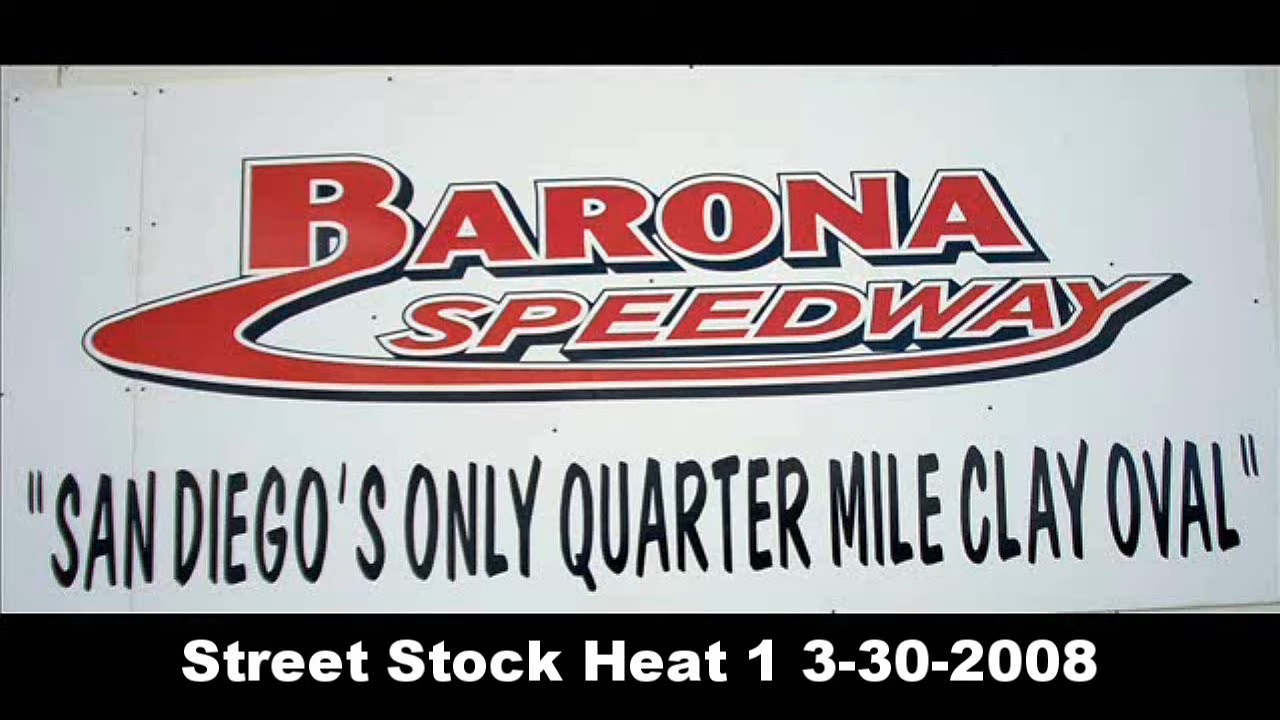 BARONA
SPEEDWAY
"SAN DIEGO'S ONLY QUARTER MILE CLAY OVAL"
Street Stock Heat 1 3-30-2008